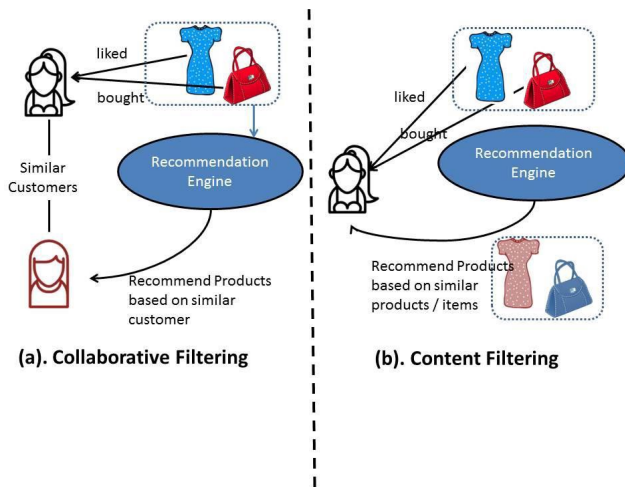 liked
bought
Similar
Customers
Recommendation
Engine
Recommend Products
based on similar
customer
(a). Collaborative Filtering
liked
bought
Recommendation
Engine
Recommend Products
based on similar
products / items
(b). Content Filtering